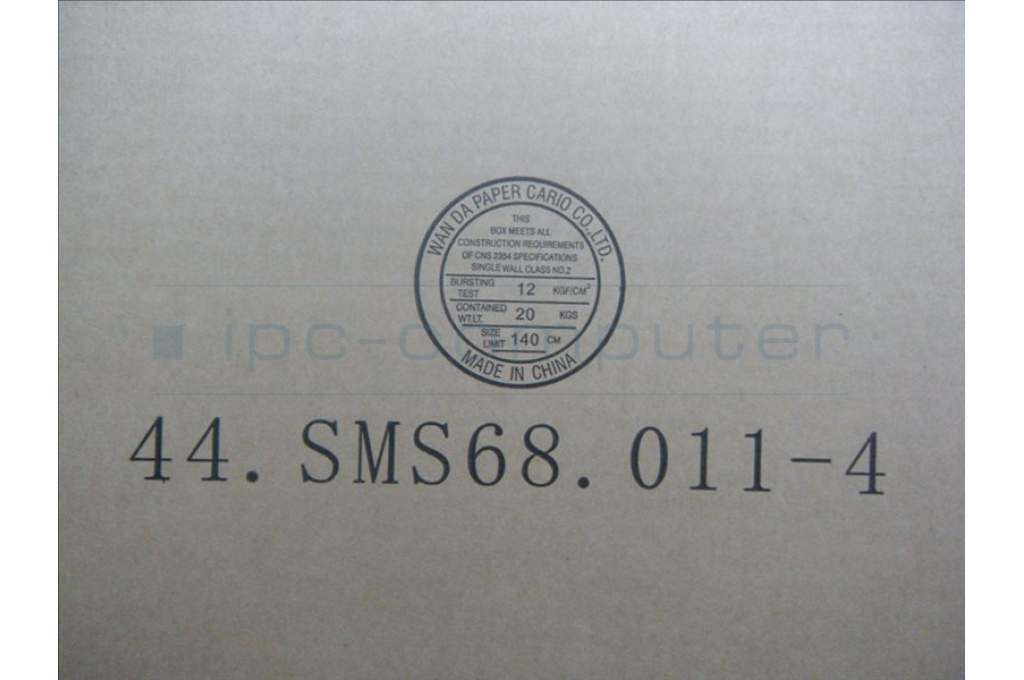 WAN DA PAPER CARIO CO.,LTD.
THIS
BOX MEETS ALL
CONSTRUCTION REQUIREMENTS
OF CNS 2354 SPECIFICATIONS
SINGLE WALL CLASS NO.2
BURSTING TEST 12 KGF/CM²
CONTAINED WT.LT. 20 KGS
SIZE LIMIT 140 CM
MADE IN CHINA
ipc-computer
44.SMS68.011-4